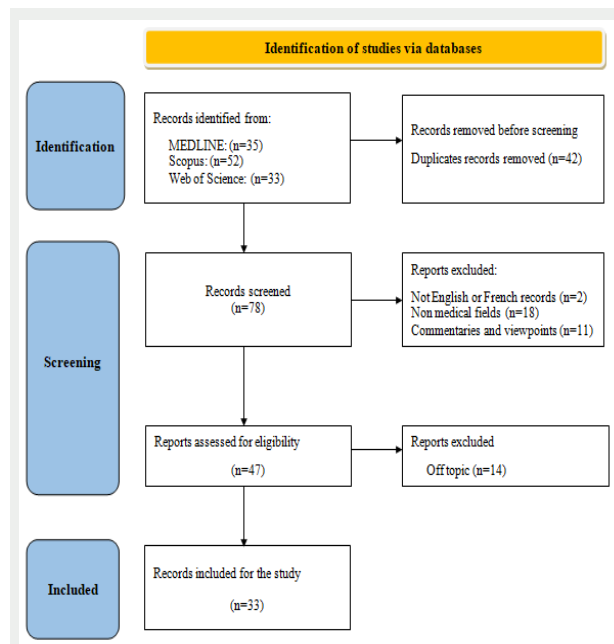 Identification of studies via databases
Identification
Records identified from:
MEDLINE: (n=35)
Scopus: (n=52)
Web of Science: (n=33)
Records removed before screening
Duplicates records removed (n=42)
Screening
Records screened
(n=78)
Reports excluded:
Not English or French records (n=2)
Non medical fields (n=18)
Commentaries and viewpoints (n=11)
Reports assessed for eligibility
(n=47)
Reports excluded
Off topic (n=14)
Included
Records included for the study
(n=33)